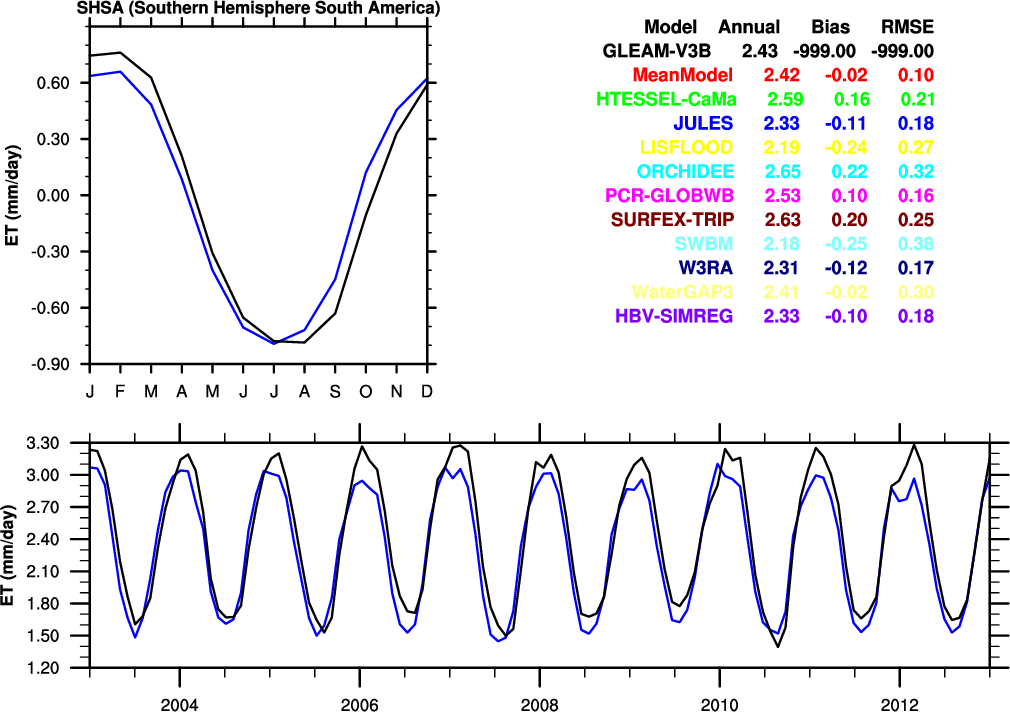 SHSA (Southern Hemisphere South America)
ET (mm/day)
0.60
0.30
0.00
-0.30
-0.60
-0.90
J F M A M J J A S O N D
Model Annual Bias RMSE
GLEAM-V3B 2.43 -999.00 -999.00
MeanModel 2.42 -0.02 0.10
HTESSEL-CaMa 2.59 0.16 0.21
JULES 2.33 -0.11 0.18
LISFLOOD 2.19 -0.24 0.27
ORCHIDEE 2.65 0.22 0.32
PCR-GLOBWB 2.53 0.10 0.16
SURFEX-TRIP 2.63 0.20 0.25
SWBM 2.18 -0.25 0.38
W3RA 2.31 -0.12 0.17
WaterGAP3 2.41 -0.02 0.30
HBV-SIMREG 2.33 -0.10 0.18
ET (mm/day)
3.30
3.00
2.70
2.40
2.10
1.80
1.50
1.20
2004 2006 2008 2010 2012